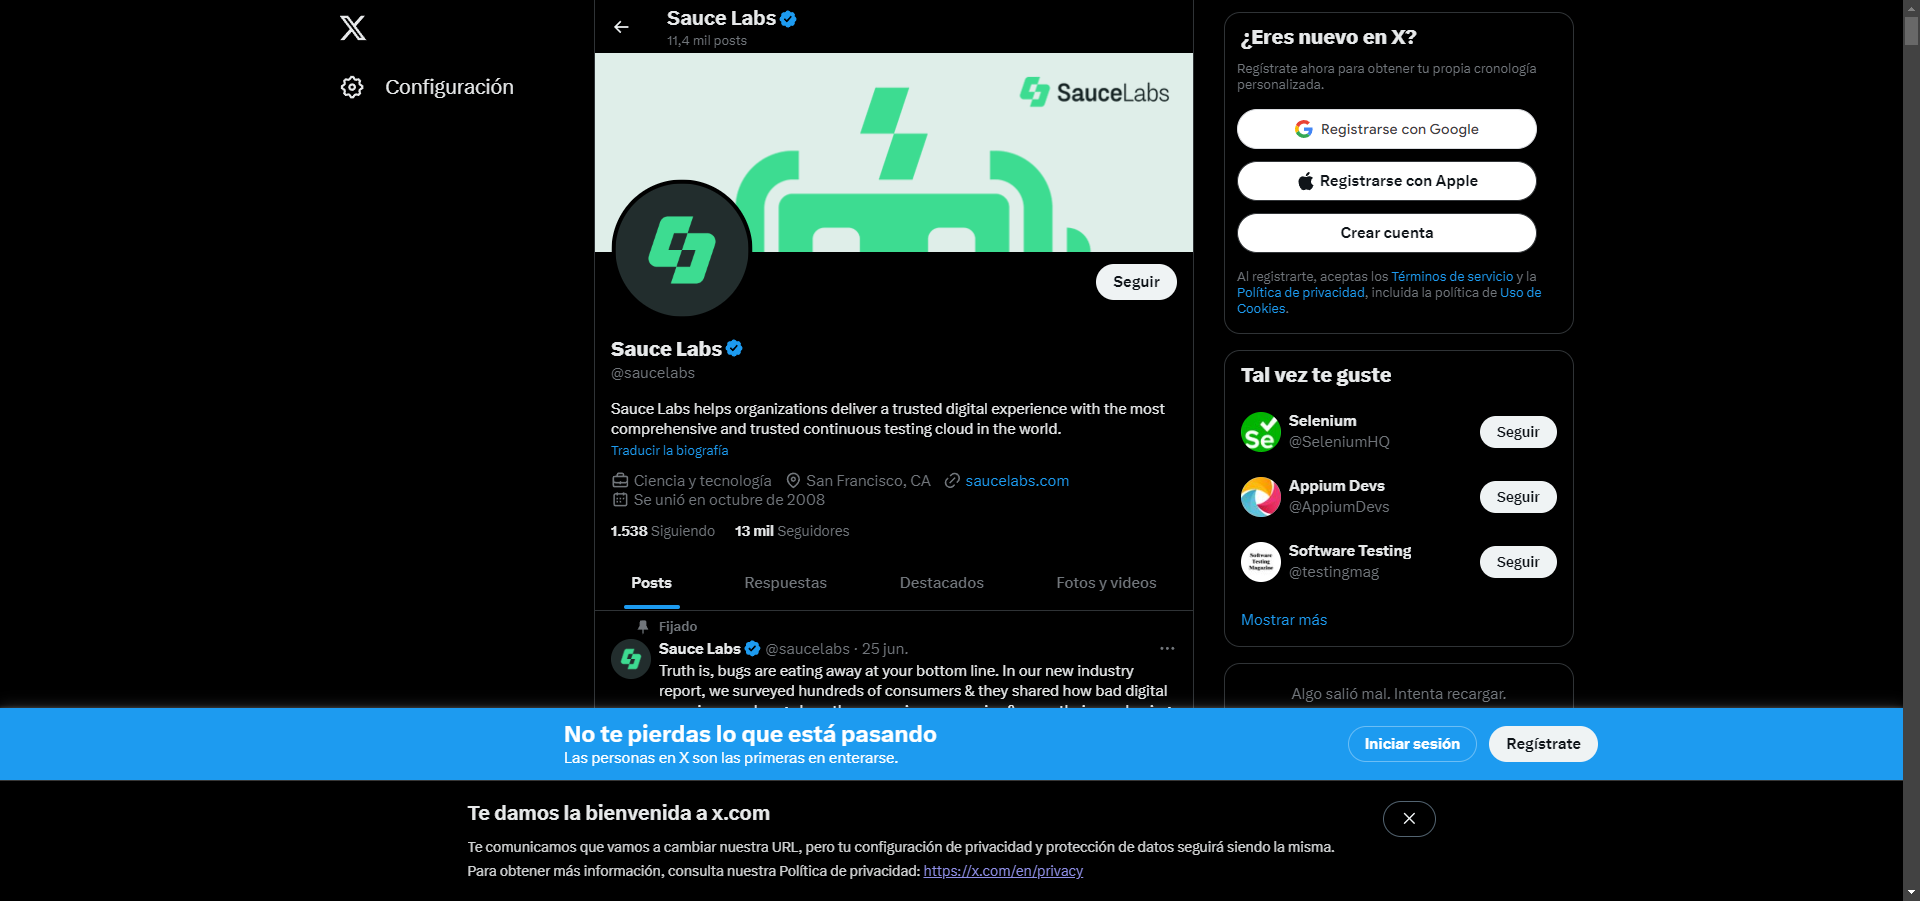 Configuración
Sauce Labs
11,4 mil posts
SauceLabs
Seguir
Sauce Labs
@saucelabs
Sauce Labs helps organizations deliver a trusted digital experience with the most
comprehensive and trusted continuous testing cloud in the world.
Traducir la biografía
Ciencia y tecnología San Francisco, CA saucelabs.com
Se unió en octubre de 2008
1.538 Siguiendo 13 mil Seguidores
Posts Respuestas Destacados Fotos y videos
Fijado
Sauce Labs @saucelabs · 25 jun.
Truth is, bugs are eating away at your bottom line. In our new industry
report, we surveyed hundreds of consumers & they shared how bad digital
¿Eres nuevo en X?
Regístrate ahora para obtener tu propia cronología
personalizada.
Registrarse con Google
Registrarse con Apple
Crear cuenta
Al registrarte, aceptas los Términos de servicio y la
Política de privacidad, incluida la política de Uso de
Cookies.
Tal vez te guste
Selenium
@SeleniumHQ
Seguir
Appium Devs
@AppiumDevs
Seguir
Software Testing
@testingmag
Seguir
Software
Testing
Magazine
Mostrar más
Algo salió mal. Intenta recargar.
No te pierdas lo que está pasando
Las personas en X son las primeras en enterarse.
Iniciar sesión
Regístrate
Te damos la bienvenida a x.com
Te comunicamos que vamos a cambiar nuestra URL, pero tu configuración de privacidad y protección de datos seguirá siendo la misma.
Para obtener más información, consulta nuestra Política de privacidad: https://x.com/en/privacy